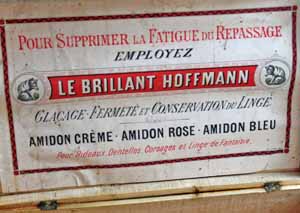 POUR SUPPRIMER LA FATIGUE DU REPASSAGE
EMPLOYEZ
LE BRILLANT HOFFMANN
GLAÇAGE-FERMETÉ ET CONSERVATION DU LINGE
AMIDON CRÈME - AMIDON ROSE - AMIDON BLEU
Pour Rideaux, Dentelles, Corsages et Linge de Fantaisie.